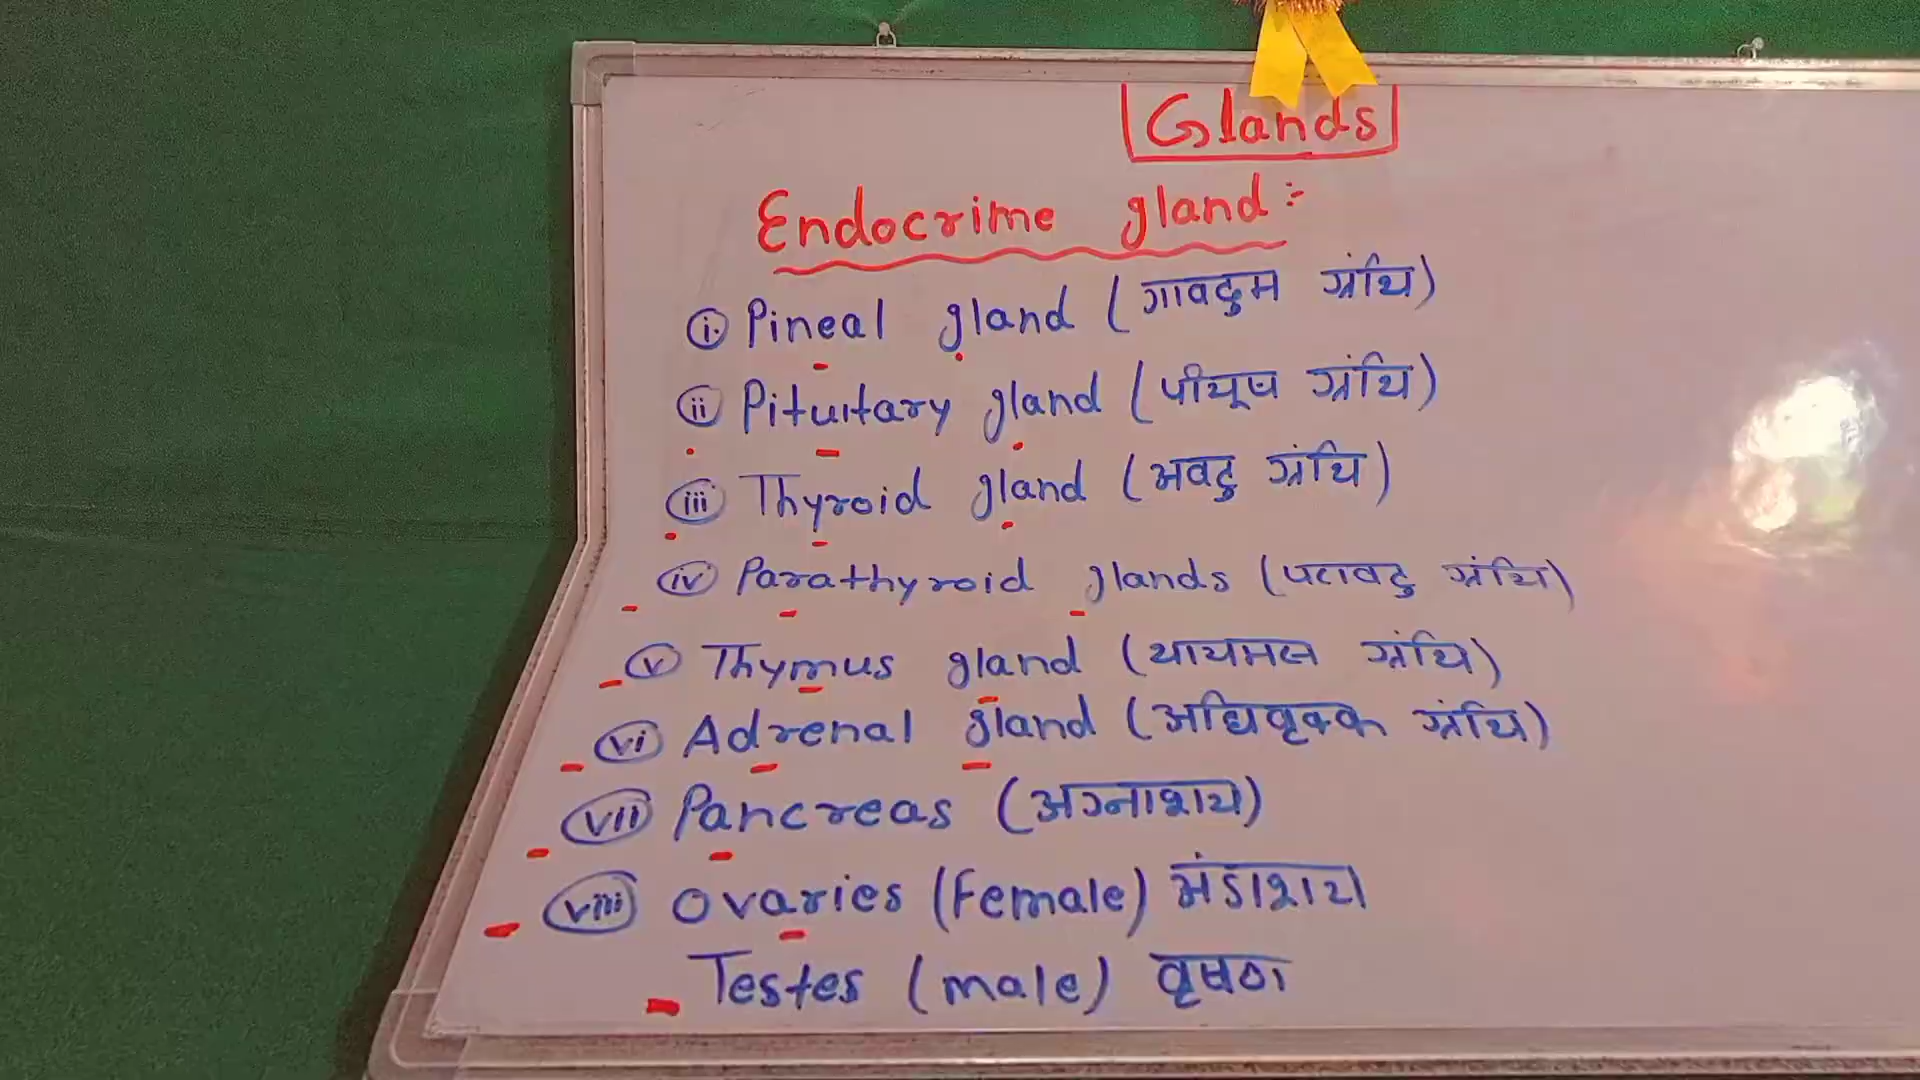 Glands
Endocrime gland :-
(i) Pineal gland (गावदुम ग्रंथि)
(ii) Pituitary gland (पीयूष ग्रंथि)
(iii) Thyroid gland (अवटु ग्रंथि)
(iv) Parathyroid glands (परावटु ग्रंथि)
(v) Thymus gland (थायमस ग्रंथि)
(vi) Adrenal gland (अधिवृक्क ग्रंथि)
(vii) Pancreas (अग्नाशय)
(viii) Ovaries (Female) अंडाशय
Testes (male) वृषण